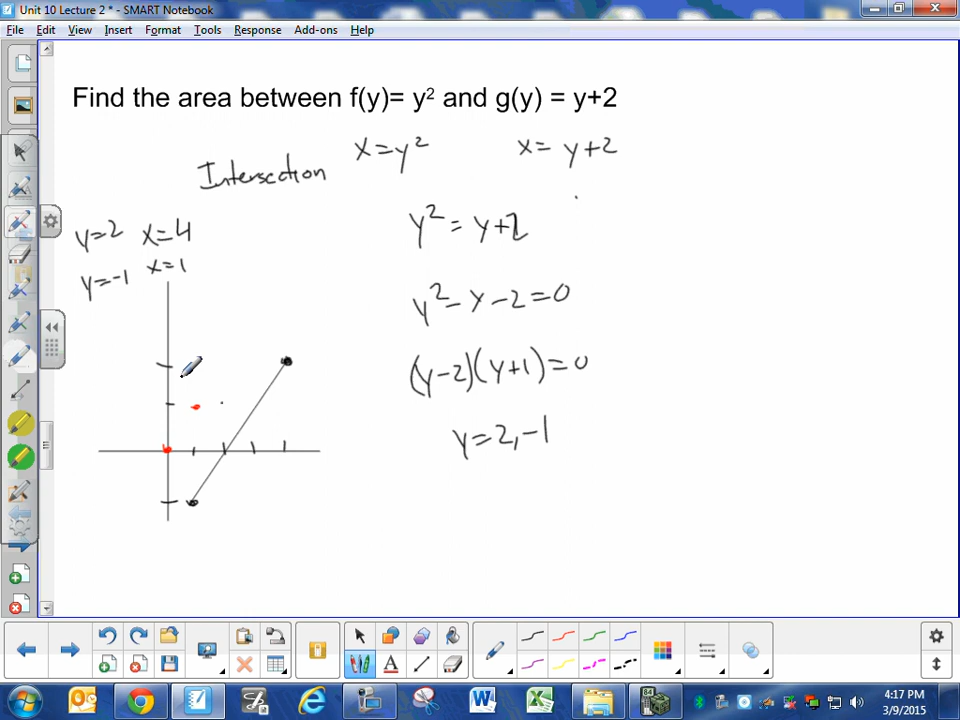 Unit 10 Lecture 2 * - SMART Notebook
File Edit View Insert Format Tools Response Add-ons Help
Find the area between f(y)= y² and g(y) = y+2
x=y² x= y+2
Intersection
y=2 x=4
y=-1 x=1
y² = y+2
y² - y - 2 = 0
(y-2)(y+1)=0
y=2,-1
A
84
4:17 PM
3/9/2015